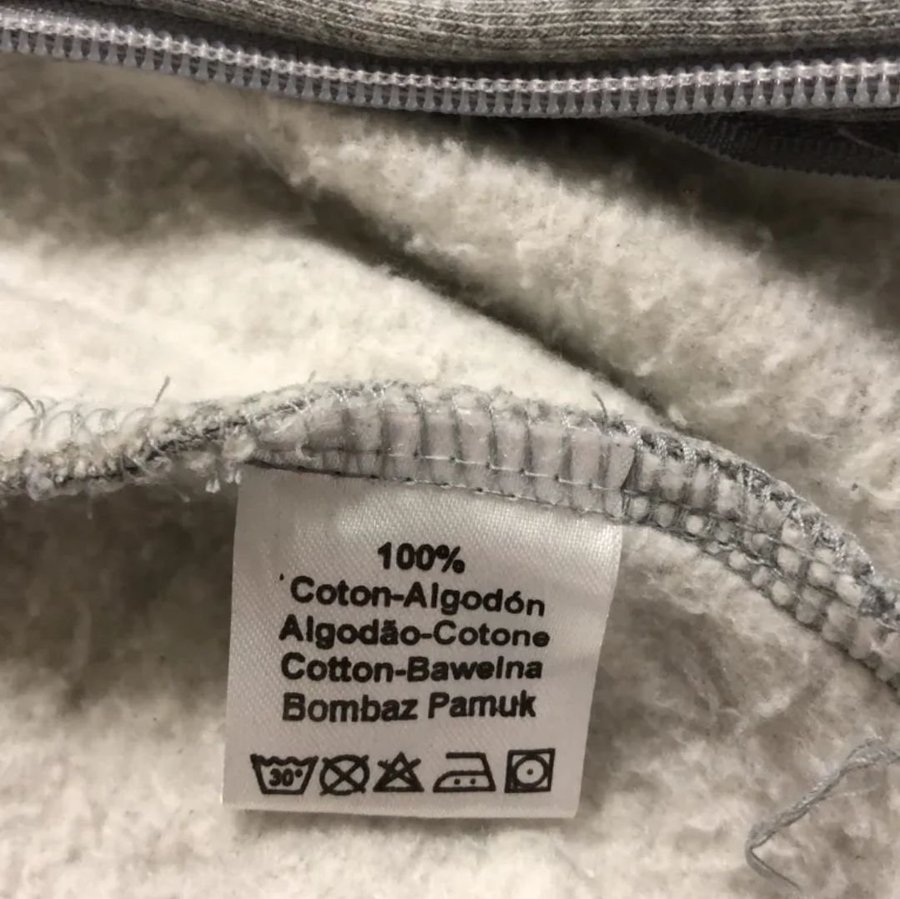 100%
Coton-Algodón
Algodão-Cotone
Cotton-Bawelna
Bombaz Pamuk
30°